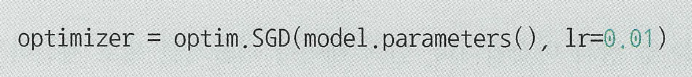 optimizer = optim.SGD(model.parameters(), lr=0.01)